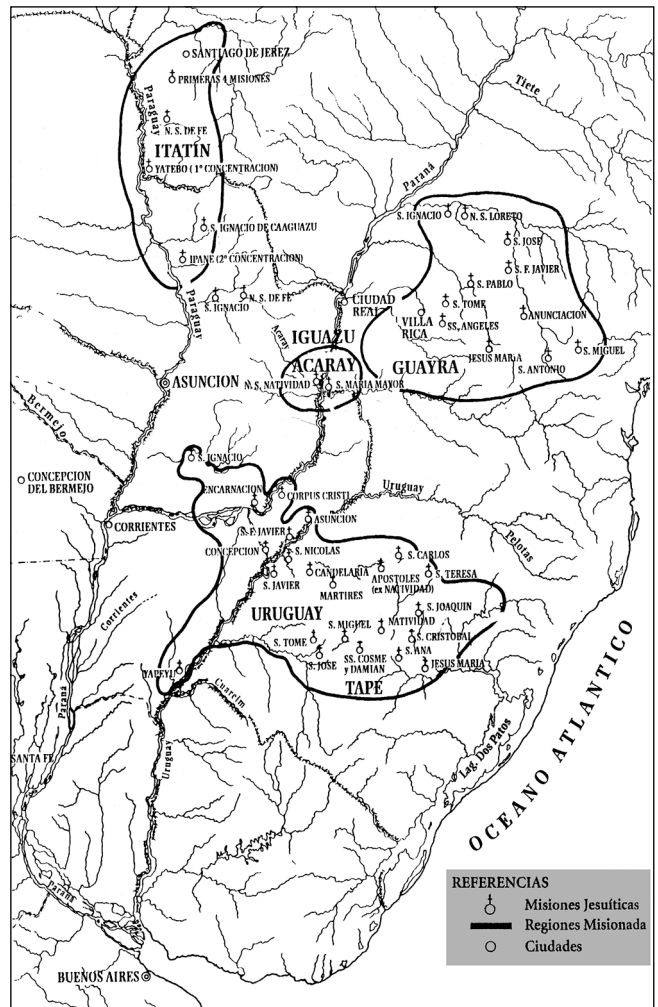 SANTIAGO DE JEREZ
PRIMERAS 4 MISIONES
Paraguay
N. S. DE FE
ITATÍN
YATEBO ( 1º CONCENTRACION)
S. IGNACIO DE CAAGUAZU
IPANE (2º CONCENTRACION)
S. IGNACIO
N. S. DE FE
Paraguay
Tiete
Paraná
S. IGNACIO
N. S. LORETO
S. JOSE
S. F. JAVIER
S. PABLO
S. TOME
ANUNCIACION
CIUDAD
REAL
VILLA
RICA
SS. ANGELES
JESUS MARIA
S. MIGUEL
S. ANTONIO
GUAYRA
Acaray
IGUAZU
ACARAY
N. S. NATIVIDAD
S. MARIA MAYOR
ASUNCION
Bermejo
CONCEPCION
DEL BERMEJO
S. IGNACIO
ENCARNACION
CORPUS CRISTI
CORRIENTES
ASUNCION
Uruguay
Pelotas
S. F. JAVIER
CONCEPCION
S. NICOLAS
S. CARLOS
S. JAVIER
CANDELARIA
APOSTOLES
(ex NATIVIDAD)
S. TERESA
MARTIRES
Corrientes
URUGUAY
S. JOAQUIN
S. MIGUEL
NATIVIDAD
S. TOME
S. CRISTOBAL
S. JOSE
SS. COSME
y DAMIAN
S. ANA
JESUS MARIA
YAPEYU
TAPE
Cuareim
Paraná
Uruguay
SANTA FE
Lag. Dos Patos
OCEANO ATLANTICO
Paraná
BUENOS AIRES
REFERENCIAS
Misiones Jesuíticas
Regiones Misionada
Ciudades